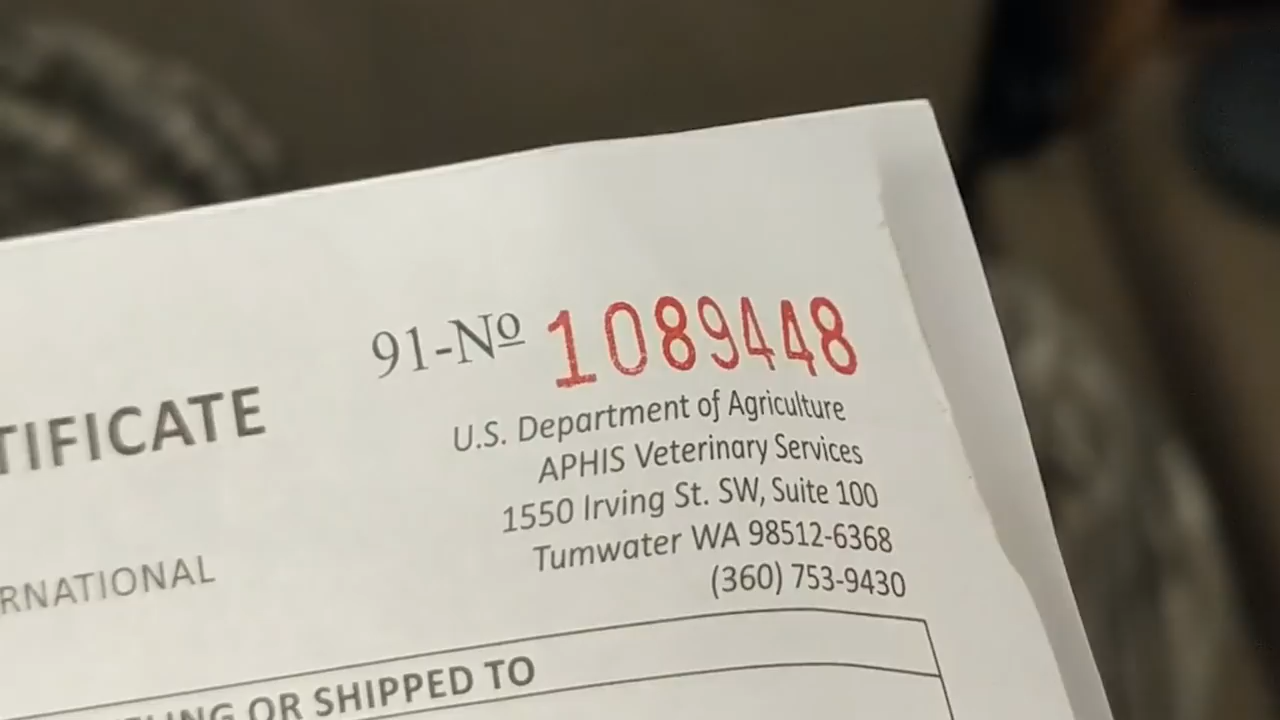 91-Nº 1089448
TIFICATE
U.S. Department of Agriculture
APHIS Veterinary Services
1550 Irving St. SW, Suite 100
Tumwater WA 98512-6368
(360) 753-9430
RNATIONAL
LING OR SHIPPED TO